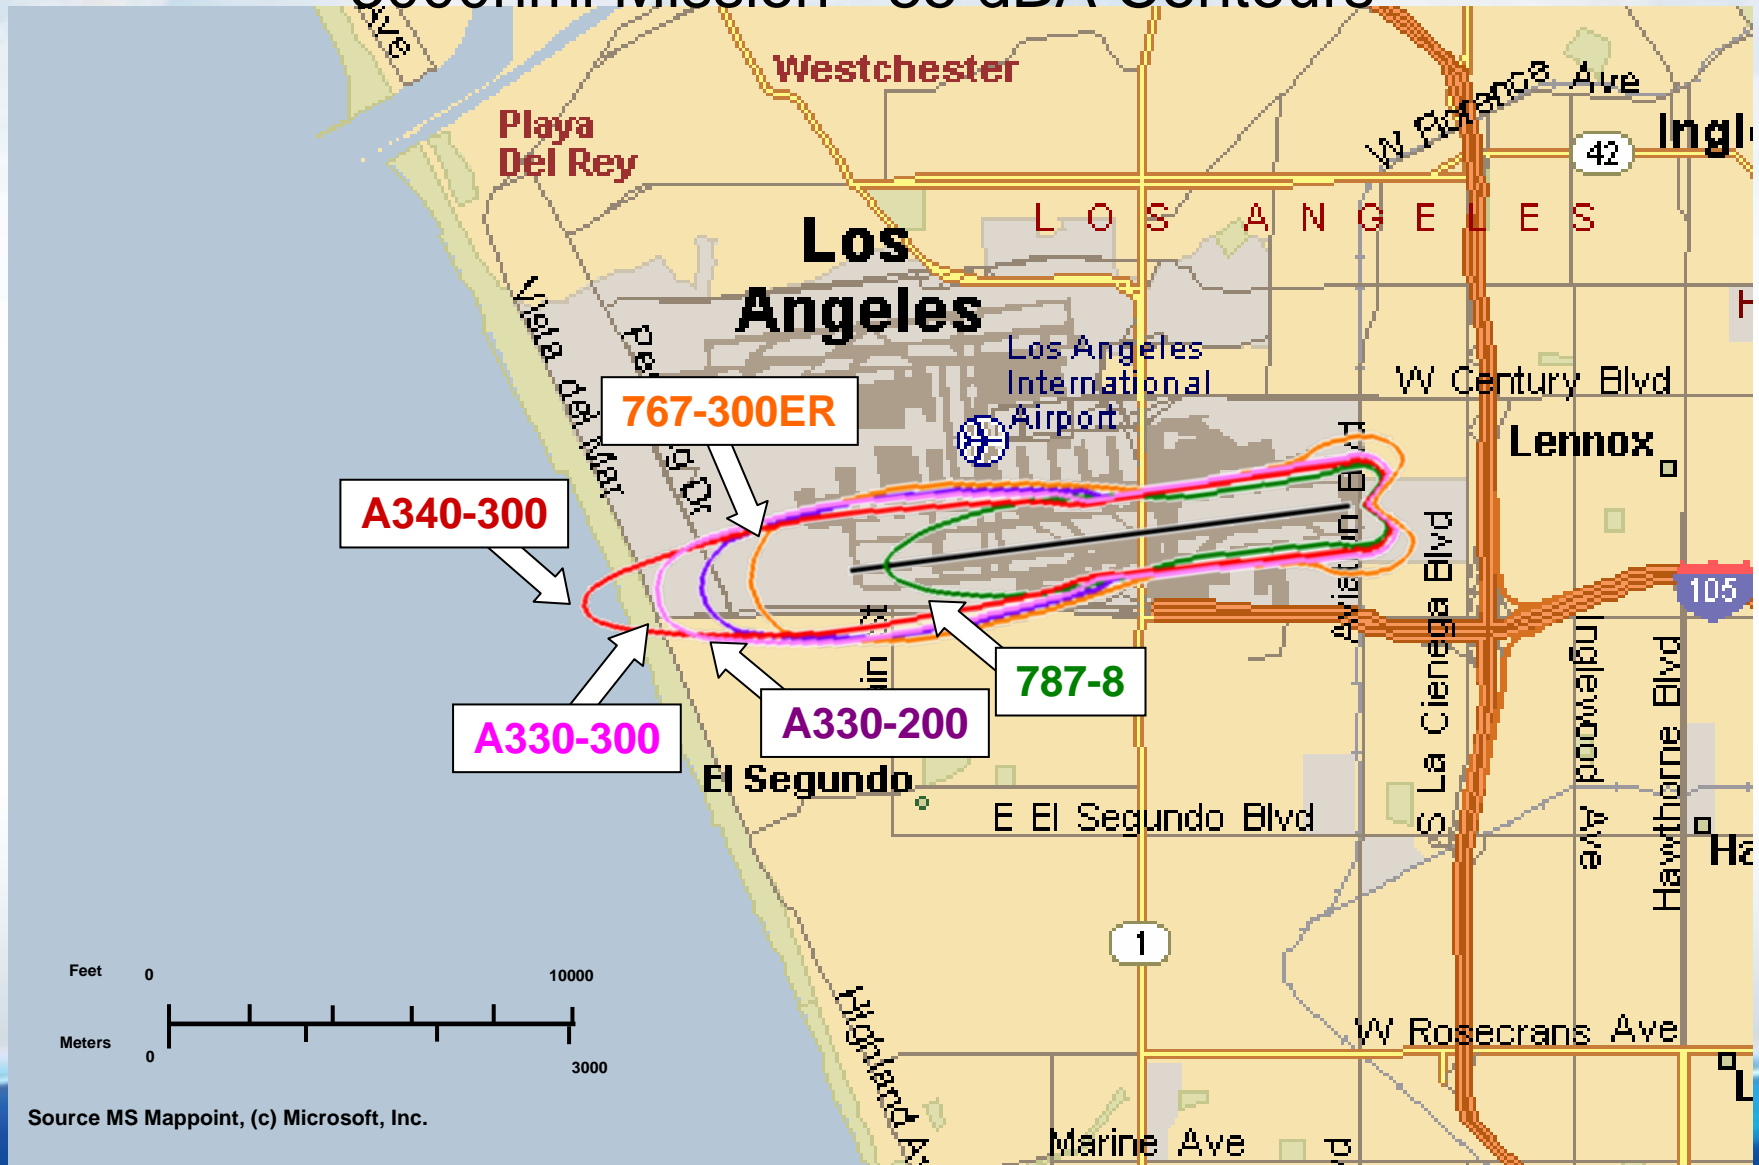 Ave
Westchester
W Florence Ave
Playa
Del Rey
42
LOS ANGELES
Los
Angeles
Vista del Mar
Los Angeles
International
Airport
W Century Blvd
767-300ER
Lennox
A340-300
Aviation Blvd
S La Cienega Blvd
105
787-8
A330-200
A330-300
El Segundo
E El Segundo Blvd
Inglewood Ave
Hawthorne Blvd
1
Feet 0 10000
Meters 0 3000
Highland
W Rosecrans Ave
Marine Ave
Source MS Mappoint, (c) Microsoft, Inc.